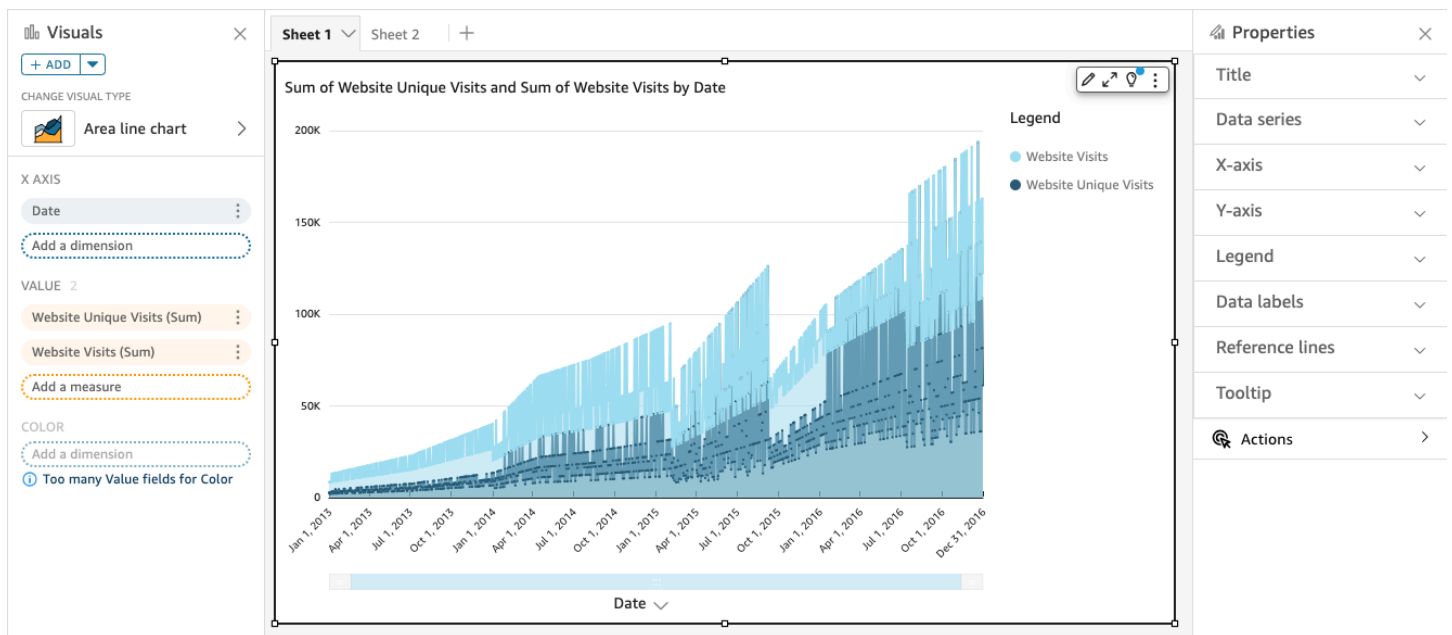 Visuals
+ ADD
CHANGE VISUAL TYPE
Area line chart
X AXIS
Date
Add a dimension
VALUE 2
Website Unique Visits (Sum)
Website Visits (Sum)
Add a measure
COLOR
Add a dimension
Too many Value fields for Color
Sheet 1
Sheet 2
Sum of Website Unique Visits and Sum of Website Visits by Date
200K
150K
100K
50K
0
Jan 1, 2013
Apr 1, 2013
Jul 1, 2013
Oct 1, 2013
Jan 1, 2014
Apr 1, 2014
Jul 1, 2014
Oct 1, 2014
Jan 1, 2015
Apr 1, 2015
Jul 1, 2015
Oct 1, 2015
Jan 1, 2016
Apr 1, 2016
Jul 1, 2016
Oct 1, 2016
Dec 31, 2016
Date
Legend
Website Visits
Website Unique Visits
Properties
Title
Data series
X-axis
Y-axis
Legend
Data labels
Reference lines
Tooltip
Actions